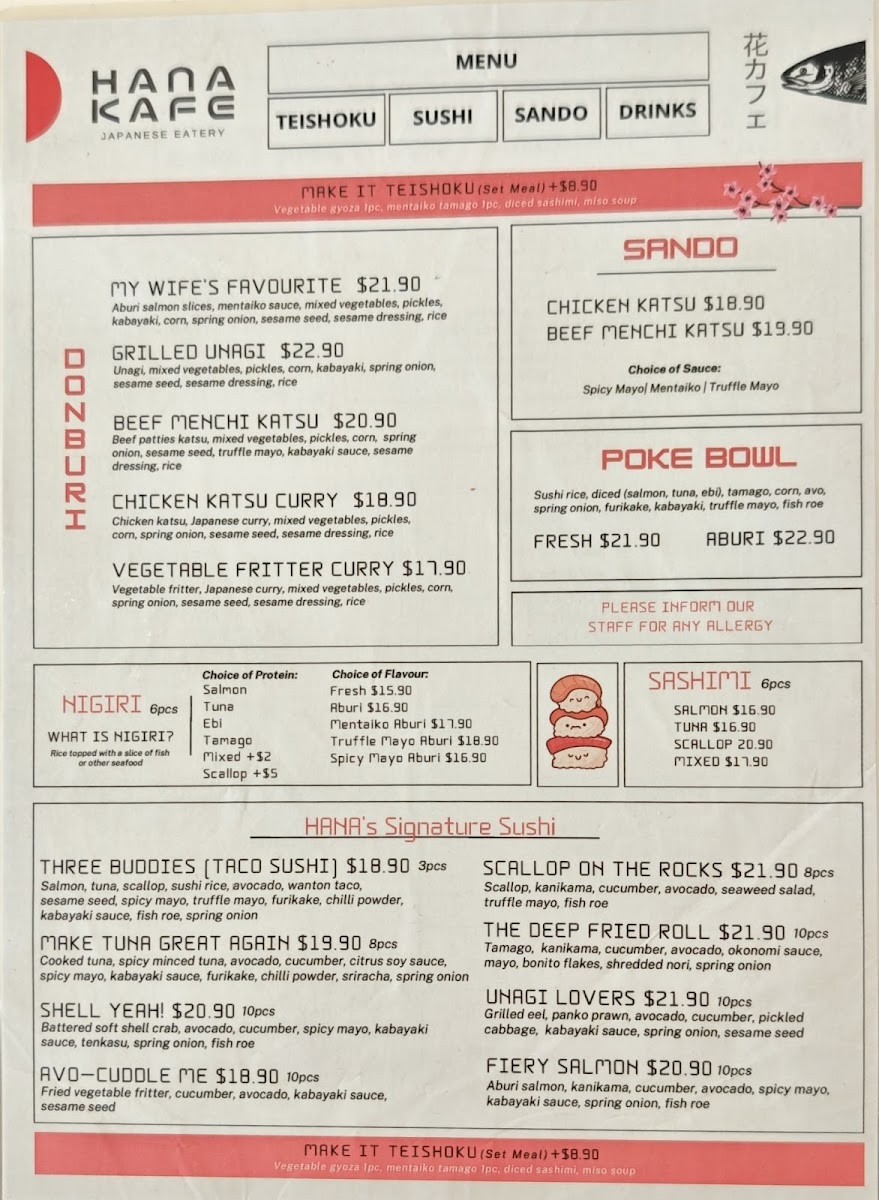 HANA
KAFE
JAPANESE EATERY
MENU
TEISHOKU
SUSHI
SANDO
DRINKS
花カフェ
MAKE IT TEISHOKU (Set Meal) +$8.90
Vegetable gyoza 1pc, mentaiko tamago 1pc, diced sashimi, miso soup
DONBURI
MY WIFE'S FAVOURITE $21.90
Aburi salmon slices, mentaiko sauce, mixed vegetables, pickles,
kabayaki, corn, spring onion, sesame seed, sesame dressing, rice
GRILLED UNAGI $22.90
Unagi, mixed vegetables, pickles, corn, kabayaki, spring onion,
sesame seed, sesame dressing, rice
BEEF MENCHI KATSU $20.90
Beef patties katsu, mixed vegetables, pickles, corn, spring
onion, sesame seed, truffle mayo, kabayaki sauce, sesame
dressing, rice
CHICKEN KATSU CURRY $18.90
Chicken katsu, Japanese curry, mixed vegetables, pickles,
corn, spring onion, sesame seed, sesame dressing, rice
VEGETABLE FRITTER CURRY $17.90
Vegetable fritter, Japanese curry, mixed vegetables, pickles, corn,
spring onion, sesame seed, sesame dressing, rice
SANDO
CHICKEN KATSU $18.90
BEEF MENCHI KATSU $19.90
Choice of Sauce:
Spicy Mayo| Mentaiko | Truffle Mayo
POKE BOWL
Sushi rice, diced (salmon, tuna, ebi), tamago, corn, avo,
spring onion, furikake, kabayaki, truffle mayo, fish roe
FRESH $21.90 ABURI $22.90
PLEASE INFORM OUR
STAFF FOR ANY ALLERGY
NIGIRI 6pcs
WHAT IS NIGIRI?
Rice topped with a slice of fish
or other seafood
Choice of Protein:
Salmon
Tuna
Ebi
Tamago
Mixed +$2
Scallop +$5
Choice of Flavour:
Fresh $15.90
Aburi $16.90
Mentaiko Aburi $17.90
Truffle Mayo Aburi $18.90
Spicy Mayo Aburi $16.90
SASHIMI 6pcs
SALMON $16.90
TUNA $16.90
SCALLOP 20.90
MIXED $17.90
HANA's Signature Sushi
THREE BUDDIES (TACO SUSHI) $18.90 3pcs
Salmon, tuna, scallop, sushi rice, avocado, wanton taco,
sesame seed, spicy mayo, truffle mayo, furikake, chilli powder,
kabayaki sauce, fish roe, spring onion
MAKE TUNA GREAT AGAIN $19.90 8pcs
Cooked tuna, spicy minced tuna, avocado, cucumber, citrus soy sauce,
spicy mayo, kabayaki sauce, furikake, chilli powder, sriracha, spring onion
SHELL YEAH! $20.90 10pcs
Battered soft shell crab, avocado, cucumber, spicy mayo, kabayaki
sauce, tenkasu, spring onion, fish roe
AVO-CUDDLE ME $18.90 10pcs
Fried vegetable fritter, cucumber, avocado, kabayaki sauce,
sesame seed
SCALLOP ON THE ROCKS $21.90 8pcs
Scallop, kanikama, cucumber, avocado, seaweed salad,
truffle mayo, fish roe
THE DEEP FRIED ROLL $21.90 10pcs
Tamago, kanikama, cucumber, avocado, okonomi sauce,
mayo, bonito flakes, shredded nori, spring onion
UNAGI LOVERS $21.90 10pcs
Grilled eel, panko prawn, avocado, cucumber, pickled
cabbage, kabayaki sauce, spring onion, sesame seed
FIERY SALMON $20.90 10pcs
Aburi salmon, kanikama, cucumber, avocado, spicy mayo,
kabayaki sauce, spring onion, fish roe
MAKE IT TEISHOKU (Set Meal) +$8.90
Vegetable gyoza 1pc, mentaiko tamago 1pc, diced sashimi, miso soup